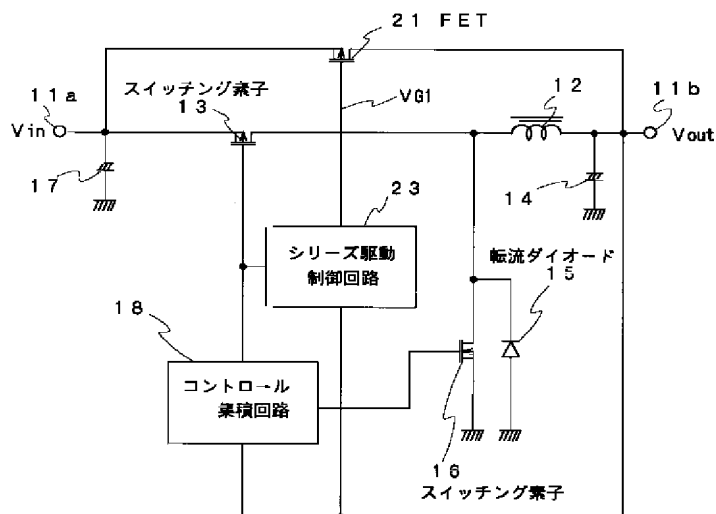 21 FET
スイッチング素子
11a
13
VG1
12
11b
Vin
Vout
17
14
23
シリーズ駆動
制御回路
転流ダイオード
15
18
コントロール
集積回路
16
スイッチング素子